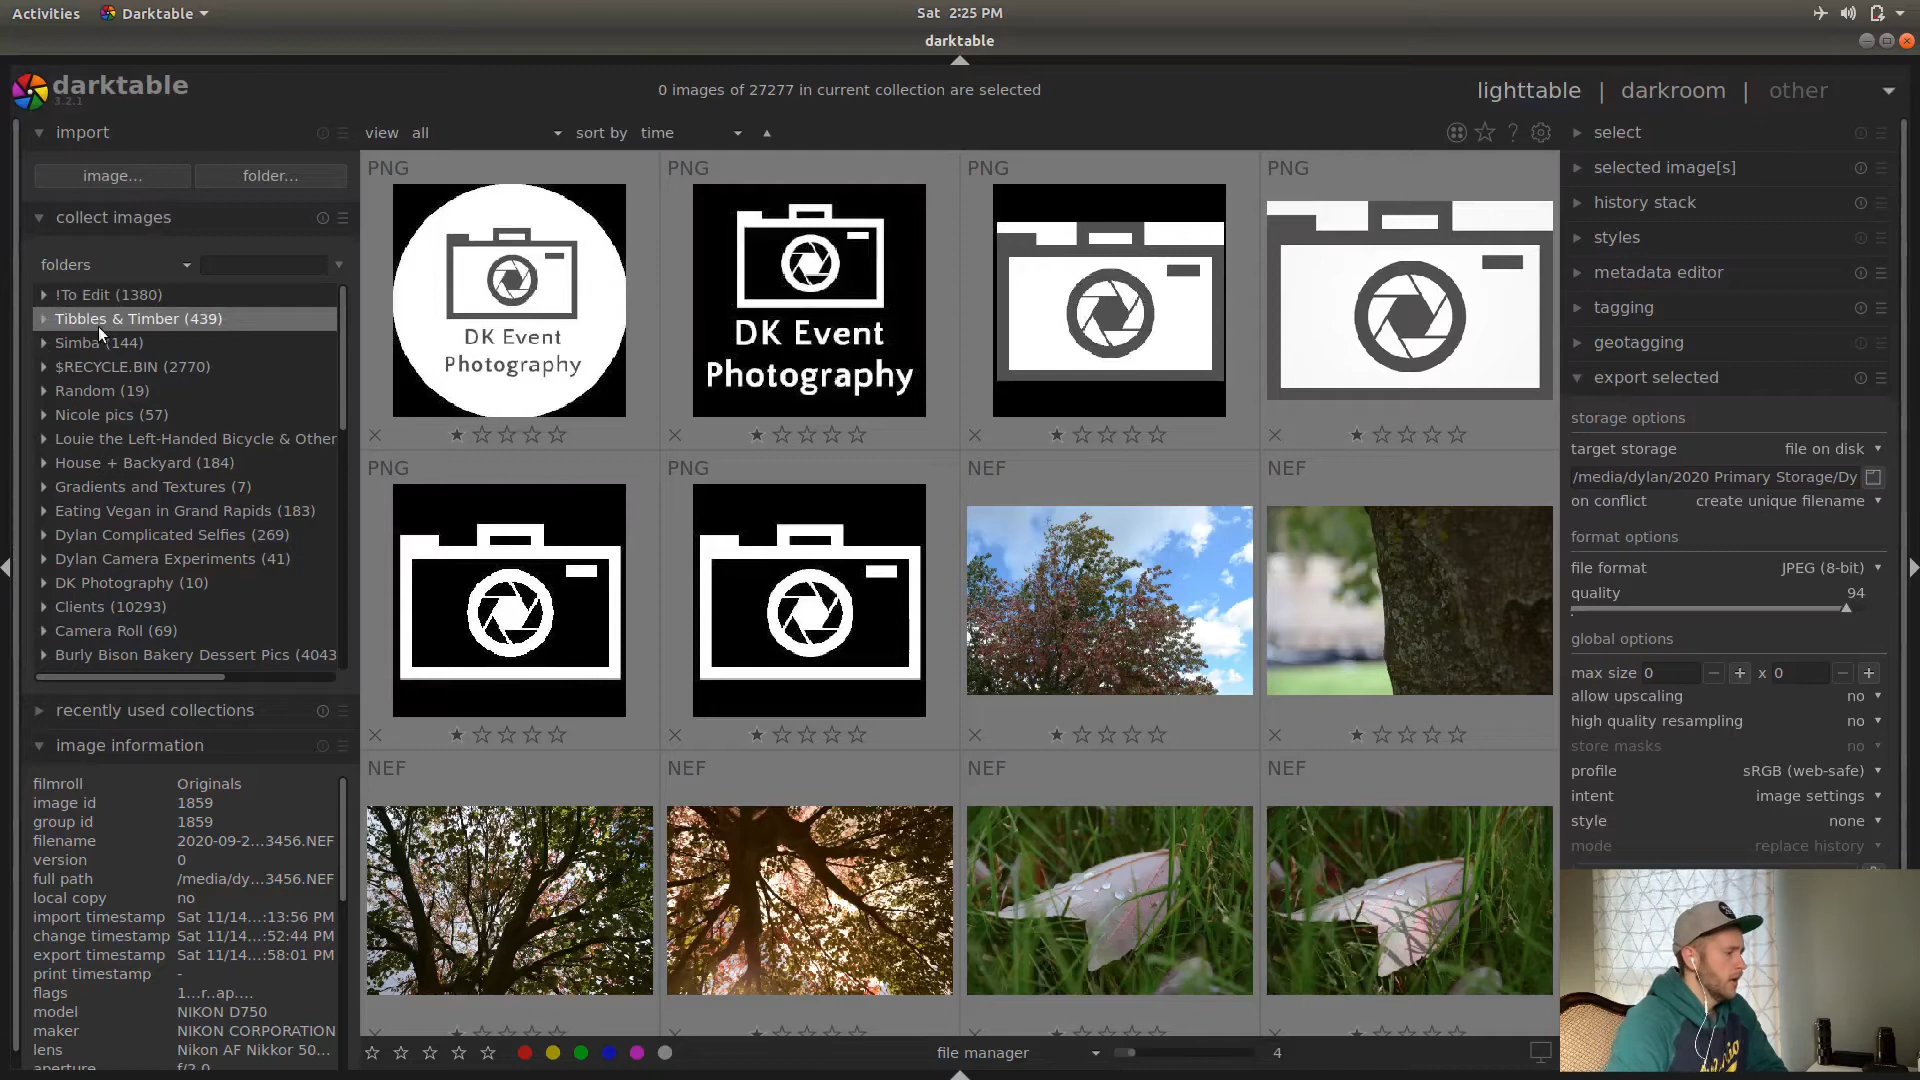 Activities Darktable Sat 2:25 PM
darktable
darktable
3.2.1
0 images of 27277 in current collection are selected
lighttable | darkroom | other
import
image... folder...
collect images
folders
!To Edit (1380)
Tibbles & Timber (439)
Simba (144)
$RECYCLE.BIN (2770)
Random (19)
Nicole pics (57)
Louie the Left-Handed Bicycle & Other
House + Backyard (184)
Gradients and Textures (7)
Eating Vegan in Grand Rapids (183)
Dylan Complicated Selfies (269)
Dylan Camera Experiments (41)
DK Photography (10)
Clients (10293)
Camera Roll (69)
Burly Bison Bakery Dessert Pics (4043
recently used collections
image information
filmroll Originals
image id 1859
group id 1859
filename 2020-09-2...3456.NEF
version 0
full path /media/dy...3456.NEF
local copy no
import timestamp Sat 11/14...:13:56 PM
change timestamp Sat 11/14...:52:44 PM
export timestamp Sat 11/14...:58:01 PM
print timestamp -
flags 1...r..ap....
model NIKON D750
maker NIKON CORPORATION
lens Nikon AF Nikkor 50...
aperture f/2.0
view all sort by time
PNG PNG PNG PNG
DK Event
Photography
DK Event
Photography
PNG PNG NEF NEF
NEF NEF NEF NEF
file manager 4
select
selected image[s]
history stack
styles
metadata editor
tagging
geotagging
export selected
storage options
target storage file on disk
/media/dylan/2020 Primary Storage/Dy
on conflict create unique filename
format options
file format JPEG (8-bit)
quality 94
global options
max size 0 − + x 0 − +
allow upscaling no
high quality resampling no
store masks no
profile sRGB (web-safe)
intent image settings
style none
mode replace history